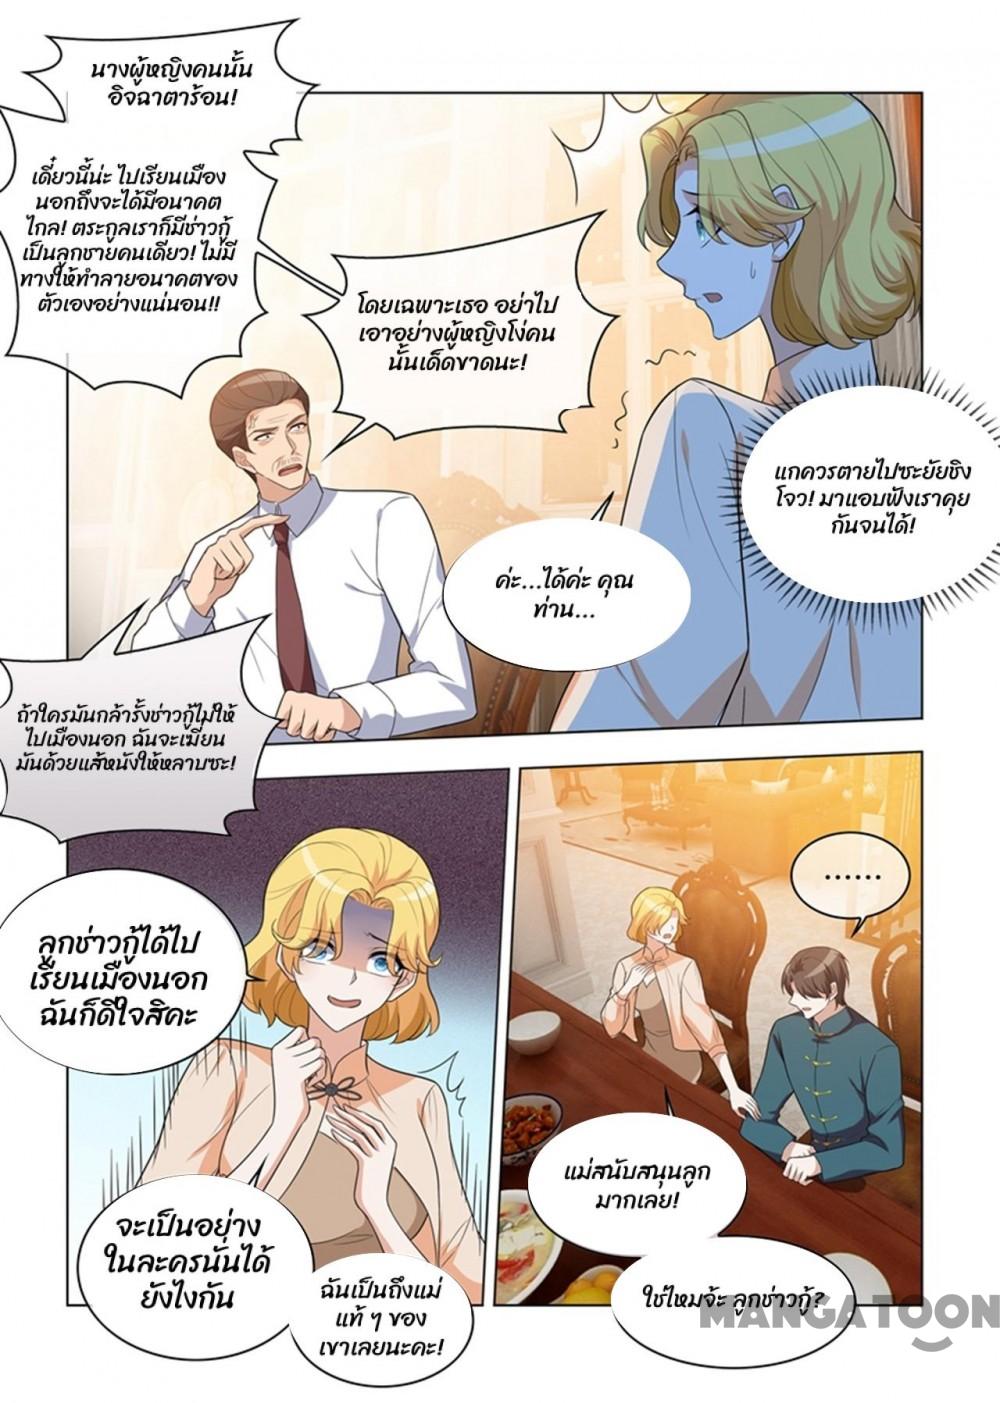 นางผู้หญิงคนนั้น
อิจฉาตาร้อน!
เดี๋ยวนี้น่ะ ไปเรียนเมือง
นอกถึงจะได้มีอนาคต
ไกล! ตระกูลเราก็มีช่าวกู้
เป็นลูกชายคนเดียว! ไม่มี
ทางให้ทำลายอนาคตของ
ตัวเองอย่างแน่นอน!!
โดยเฉพาะเธอ อย่าไป
เอาอย่างผู้หญิงโง่คน
นั้นเด็ดขาดนะ!
แกควรตายไปซะยัยชิง
โจว! มาแอบฟังเราคุย
กันจนได้!
ค่ะ...ได้ค่ะ คุณ
ท่าน...
ถ้าใครมันกล้ารั้งช่าวกู้ไม่ให้
ไปเมืองนอก ฉันจะเฆี่ยน
มันด้วยแส้หนังให้หลาบซะ!
ลูกช่าวกู้ได้ไป
เรียนเมืองนอก
ฉันก็ดีใจสิคะ
จะเป็นอย่าง
ในละครนั่นได้
ยังไงกัน
ฉันเป็นถึงแม่
แท้ ๆ ของ
เขาเลยนะคะ!
......
แม่สนับสนุนลูก
มากเลย!
ใช่ไหมจ้ะ ลูกช่าวกู้?
MANGATOON